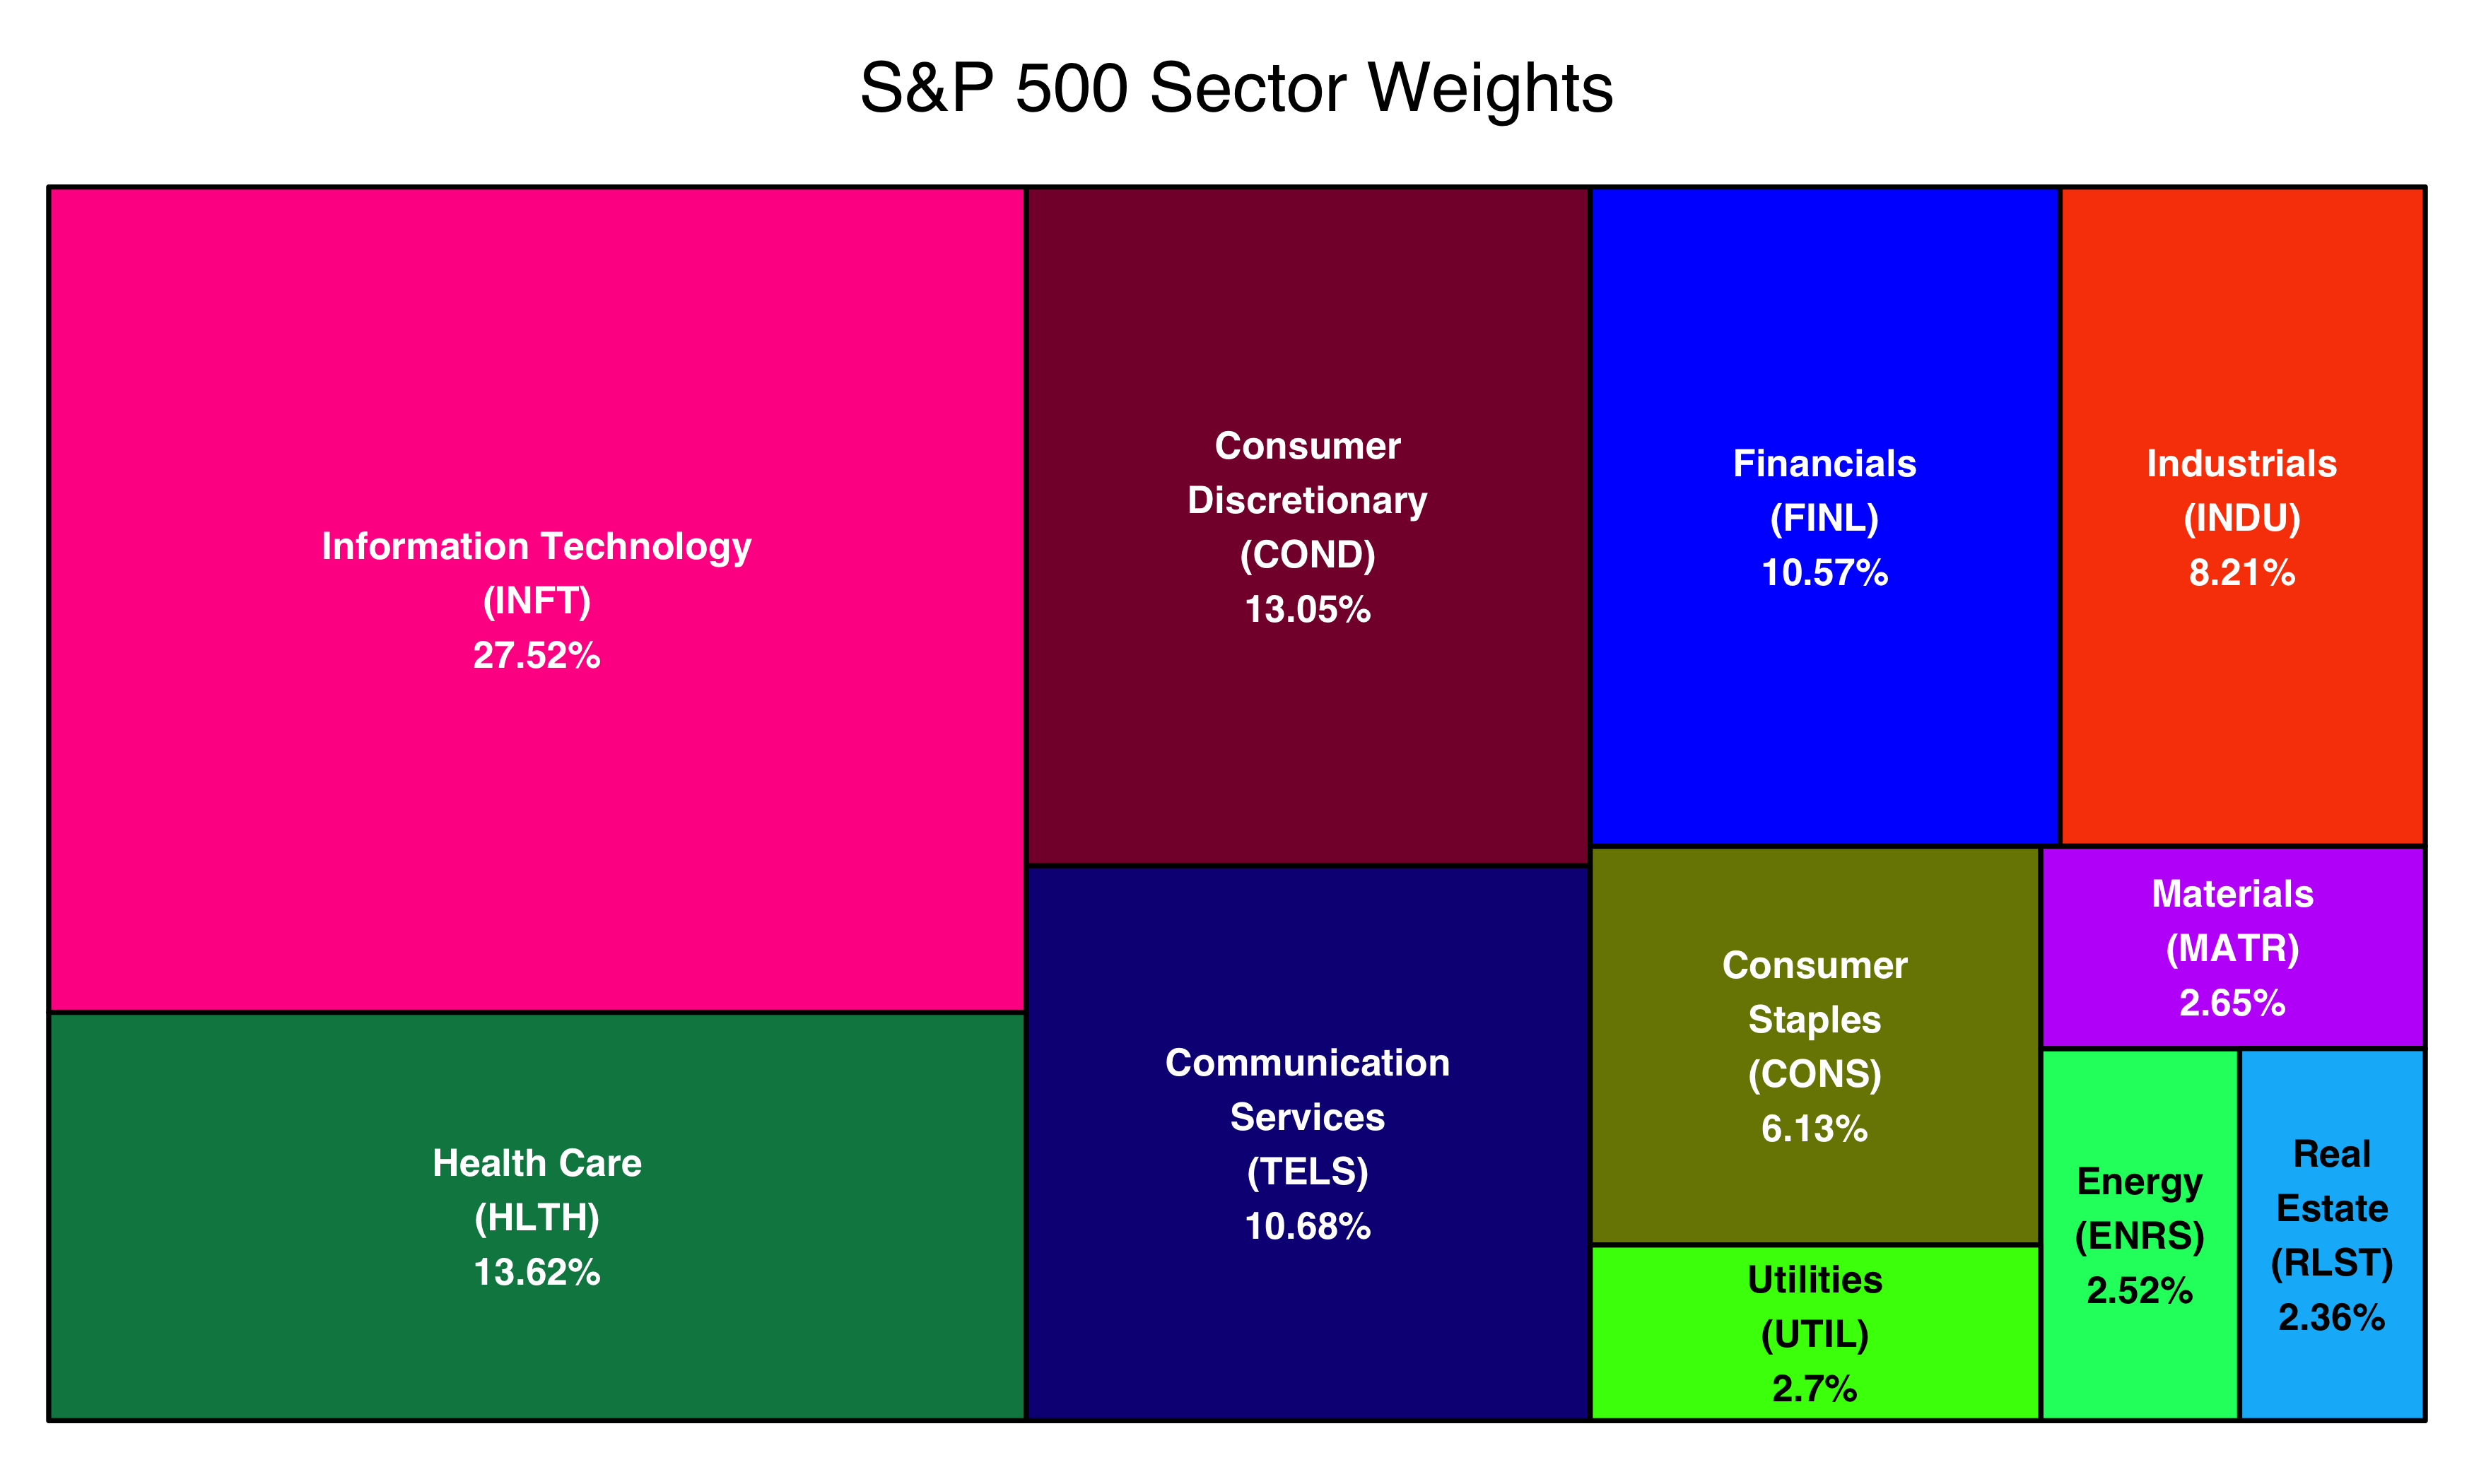 S&P 500 Sector Weights
Information Technology
(INFT)
27.52%
Health Care
(HLTH)
13.62%
Consumer
Discretionary
(COND)
13.05%
Communication
Services
(TELS)
10.68%
Financials
(FINL)
10.57%
Industrials
(INDU)
8.21%
Consumer
Staples
(CONS)
6.13%
Utilities
(UTIL)
2.7%
Materials
(MATR)
2.65%
Energy
(ENRS)
2.52%
Real
Estate
(RLST)
2.36%